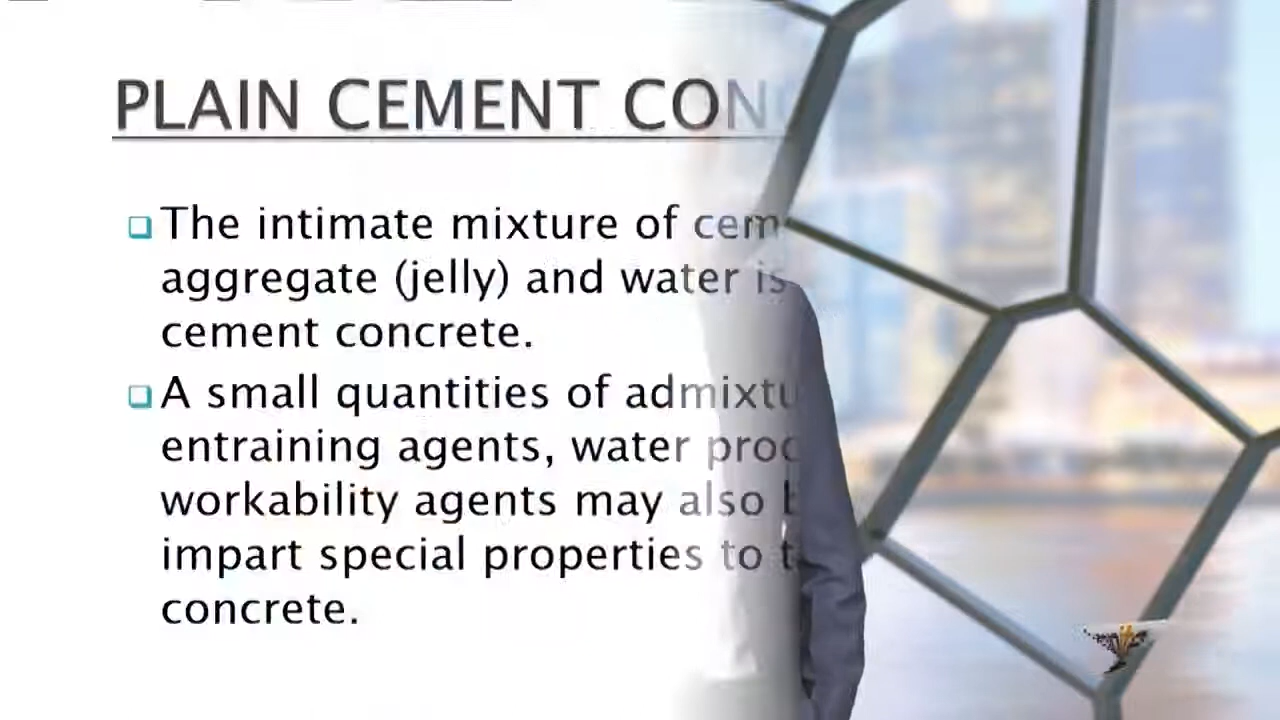 PLAIN CEMENT CON
The intimate mixture of cem
aggregate (jelly) and water is
cement concrete.
A small quantities of admixtu
entraining agents, water proo
workability agents may also b
impart special properties to t
concrete.